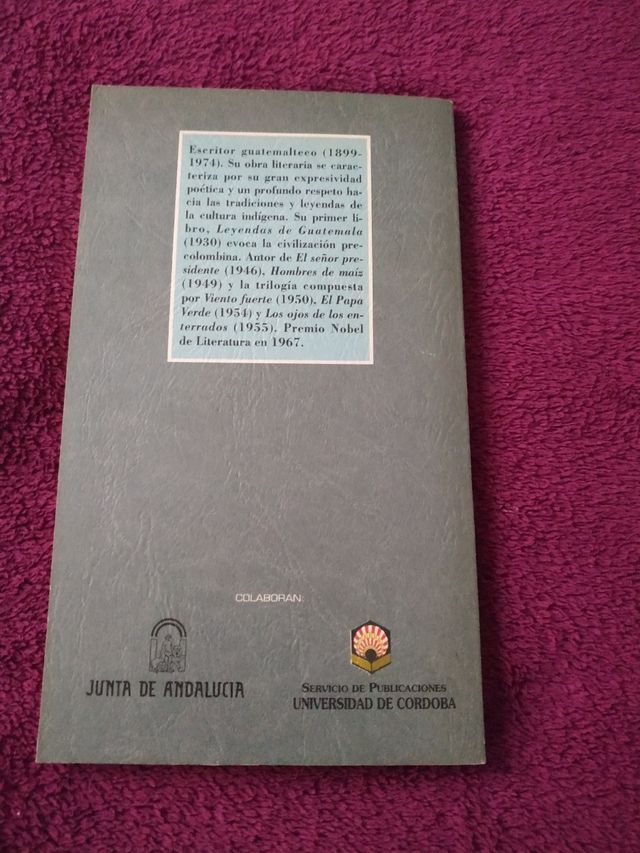 Escritor guatemalteco (1899-
1974). Su obra literaria se carac-
teriza por su gran expresividad
poética y un profundo respeto ha-
cia las tradiciones y leyendas de
la cultura indígena. Su primer li-
bro, Leyendas de Guatemala
(1930) evoca la civilización pre-
colombina. Autor de El señor pre-
sidente (1946), Hombres de maíz
(1949) y la trilogía compuesta
por Viento fuerte (1950), El Papa
Verde (1954) y Los ojos de los en-
terrados (1955). Premio Nobel
de Literatura en 1967.
COLABORAN:
JUNTA DE ANDALUCIA
SERVICIO DE PUBLICACIONES
UNIVERSIDAD DE CORDOBA